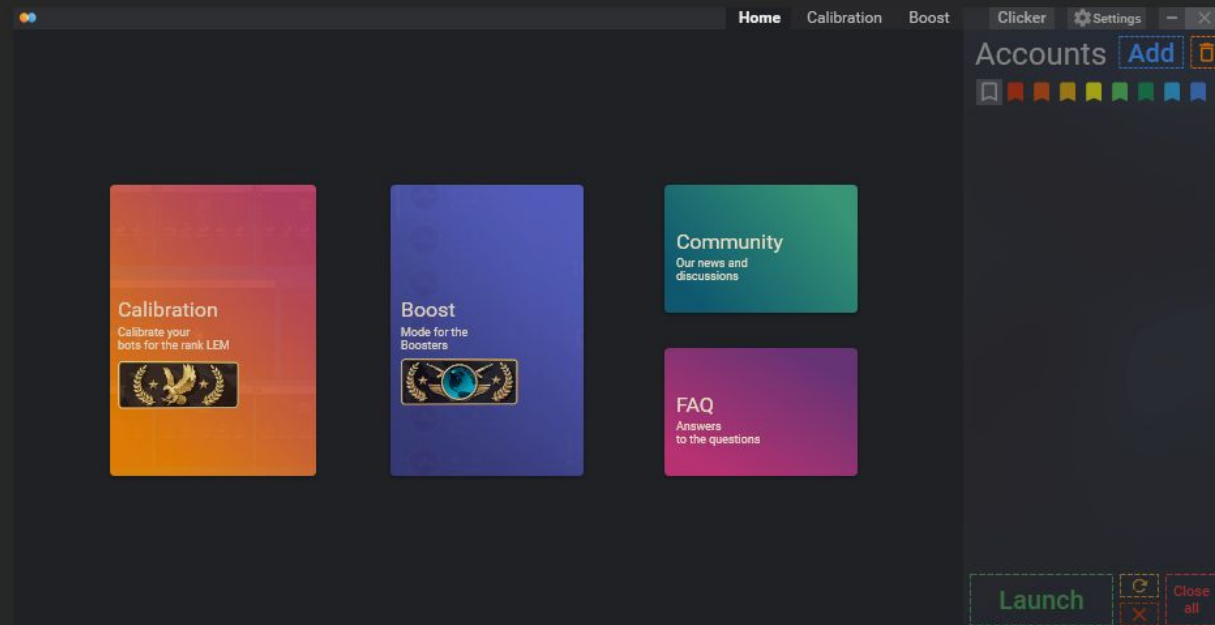 Home Calibration Boost Clicker Settings
Accounts Add
Calibration
Calibrate your
bots for the rank LEM
Boost
Mode for the
Boosters
Community
Our news and
discussions
FAQ
Answers
to the questions
Launch
Close
all